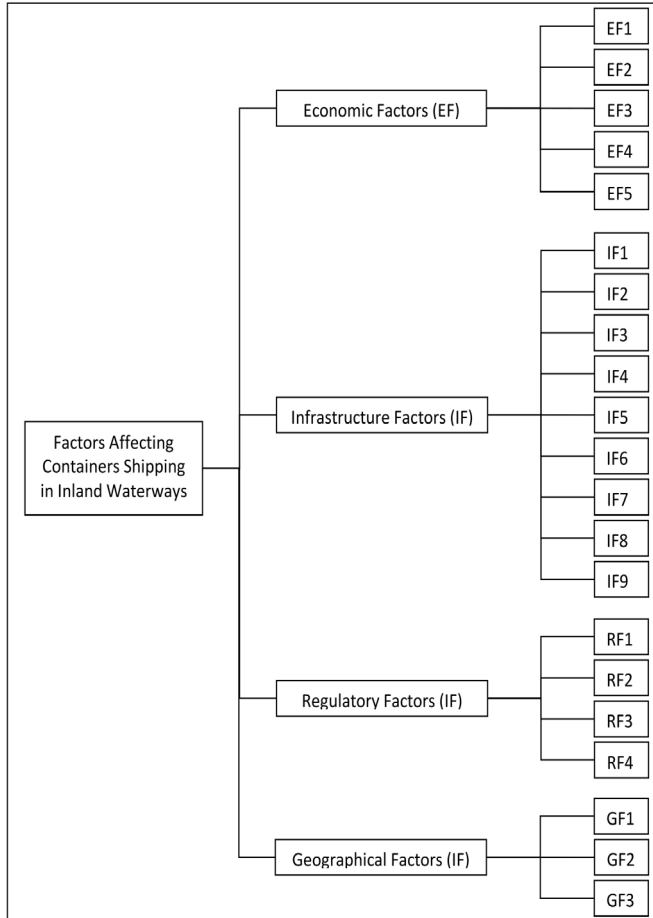 Factors Affecting
Containers Shipping
in Inland Waterways
Economic Factors (EF)
EF1
EF2
EF3
EF4
EF5
Infrastructure Factors (IF)
IF1
IF2
IF3
IF4
IF5
IF6
IF7
IF8
IF9
Regulatory Factors (IF)
RF1
RF2
RF3
RF4
Geographical Factors (IF)
GF1
GF2
GF3